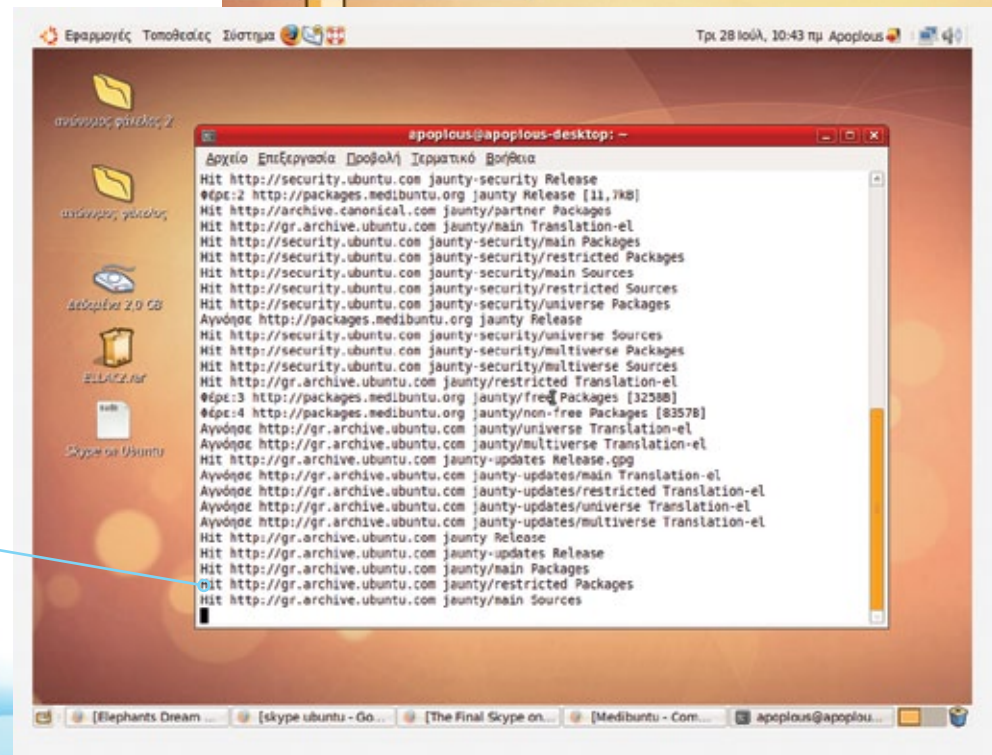 Εφαρμογές Τοποθεσίες Σύστημα Τρι 28 Ιούλ, 10:43 πμ Apoplous
ανώνυμος φάκελος 2
ανώνυμος φάκελος
Δεδομένα 2,0 GB
ELLACZ.rar
Skype on Ubuntu
apoplous@apoplous-desktop: ~
Αρχείο Επεξεργασία Προβολή Τερματικό Βοήθεια
Hit http://security.ubuntu.com jaunty-security Release
Φέρε:2 http://packages.medibuntu.org jaunty Release [11,7kB]
Hit http://archive.canonical.com jaunty/partner Packages
Hit http://gr.archive.ubuntu.com jaunty/main Translation-el
Hit http://security.ubuntu.com jaunty-security/main Packages
Hit http://security.ubuntu.com jaunty-security/restricted Packages
Hit http://security.ubuntu.com jaunty-security/main Sources
Hit http://security.ubuntu.com jaunty-security/restricted Sources
Hit http://security.ubuntu.com jaunty-security/universe Packages
Αγνόησε http://packages.medibuntu.org jaunty Release
Hit http://security.ubuntu.com jaunty-security/universe Sources
Hit http://security.ubuntu.com jaunty-security/multiverse Packages
Hit http://security.ubuntu.com jaunty-security/multiverse Sources
Hit http://gr.archive.ubuntu.com jaunty/restricted Translation-el
Φέρε:3 http://packages.medibuntu.org jaunty/free Packages [3258B]
Φέρε:4 http://packages.medibuntu.org jaunty/non-free Packages [8357B]
Αγνόησε http://gr.archive.ubuntu.com jaunty/universe Translation-el
Αγνόησε http://gr.archive.ubuntu.com jaunty/multiverse Translation-el
Hit http://gr.archive.ubuntu.com jaunty-updates Release.gpg
Αγνόησε http://gr.archive.ubuntu.com jaunty-updates/main Translation-el
Αγνόησε http://gr.archive.ubuntu.com jaunty-updates/restricted Translation-el
Αγνόησε http://gr.archive.ubuntu.com jaunty-updates/universe Translation-el
Αγνόησε http://gr.archive.ubuntu.com jaunty-updates/multiverse Translation-el
Hit http://gr.archive.ubuntu.com jaunty Release
Hit http://gr.archive.ubuntu.com jaunty-updates Release
Hit http://gr.archive.ubuntu.com jaunty/main Packages
Hit http://gr.archive.ubuntu.com jaunty/restricted Packages
Hit http://gr.archive.ubuntu.com jaunty/main Sources
[Elephants Dream ... [skype ubuntu - Go... [The Final Skype on... [Medibuntu - Com... apoplous@apoplou...